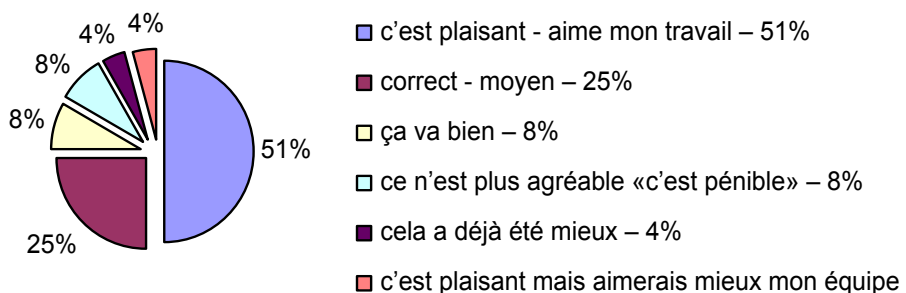 4%
4%
8%
8%
25%
51%
c'est plaisant - aime mon travail – 51%
correct - moyen – 25%
ça va bien – 8%
ce n'est plus agréable «c'est pénible» – 8%
cela a déjà été mieux – 4%
c'est plaisant mais aimerais mieux mon équipe